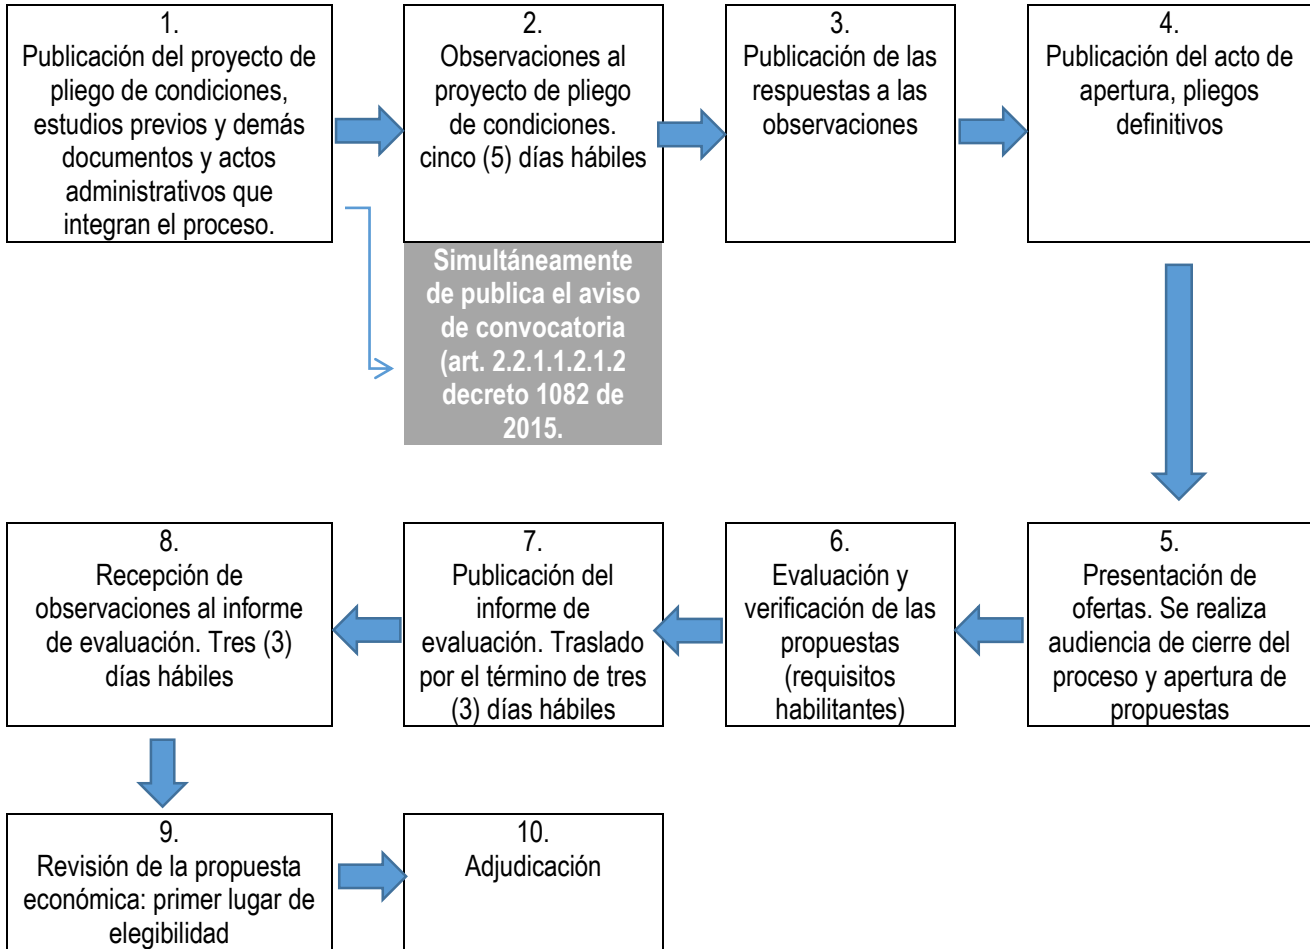 1.
Publicación del proyecto de
pliego de condiciones,
estudios previos y demás
documentos y actos
administrativos que
integran el proceso.
2.
Observaciones al
proyecto de pliego
de condiciones.
cinco (5) días hábiles
Simultáneamente
de publica el aviso
de convocatoria
(art. 2.2.1.1.2.1.2
decreto 1082 de
2015.
3.
Publicación de las
respuestas a las
observaciones
4.
Publicación del acto de
apertura, pliegos
definitivos
5.
Presentación de
ofertas. Se realiza
audiencia de cierre del
proceso y apertura de
propuestas
6.
Evaluación y
verificación de las
propuestas
(requisitos
habilitantes)
7.
Publicación del
informe de
evaluación. Traslado
por el término de tres
(3) días hábiles
8.
Recepción de
observaciones al informe
de evaluación. Tres (3)
días hábiles
9.
Revisión de la propuesta
económica: primer lugar de
elegibilidad
10.
Adjudicación